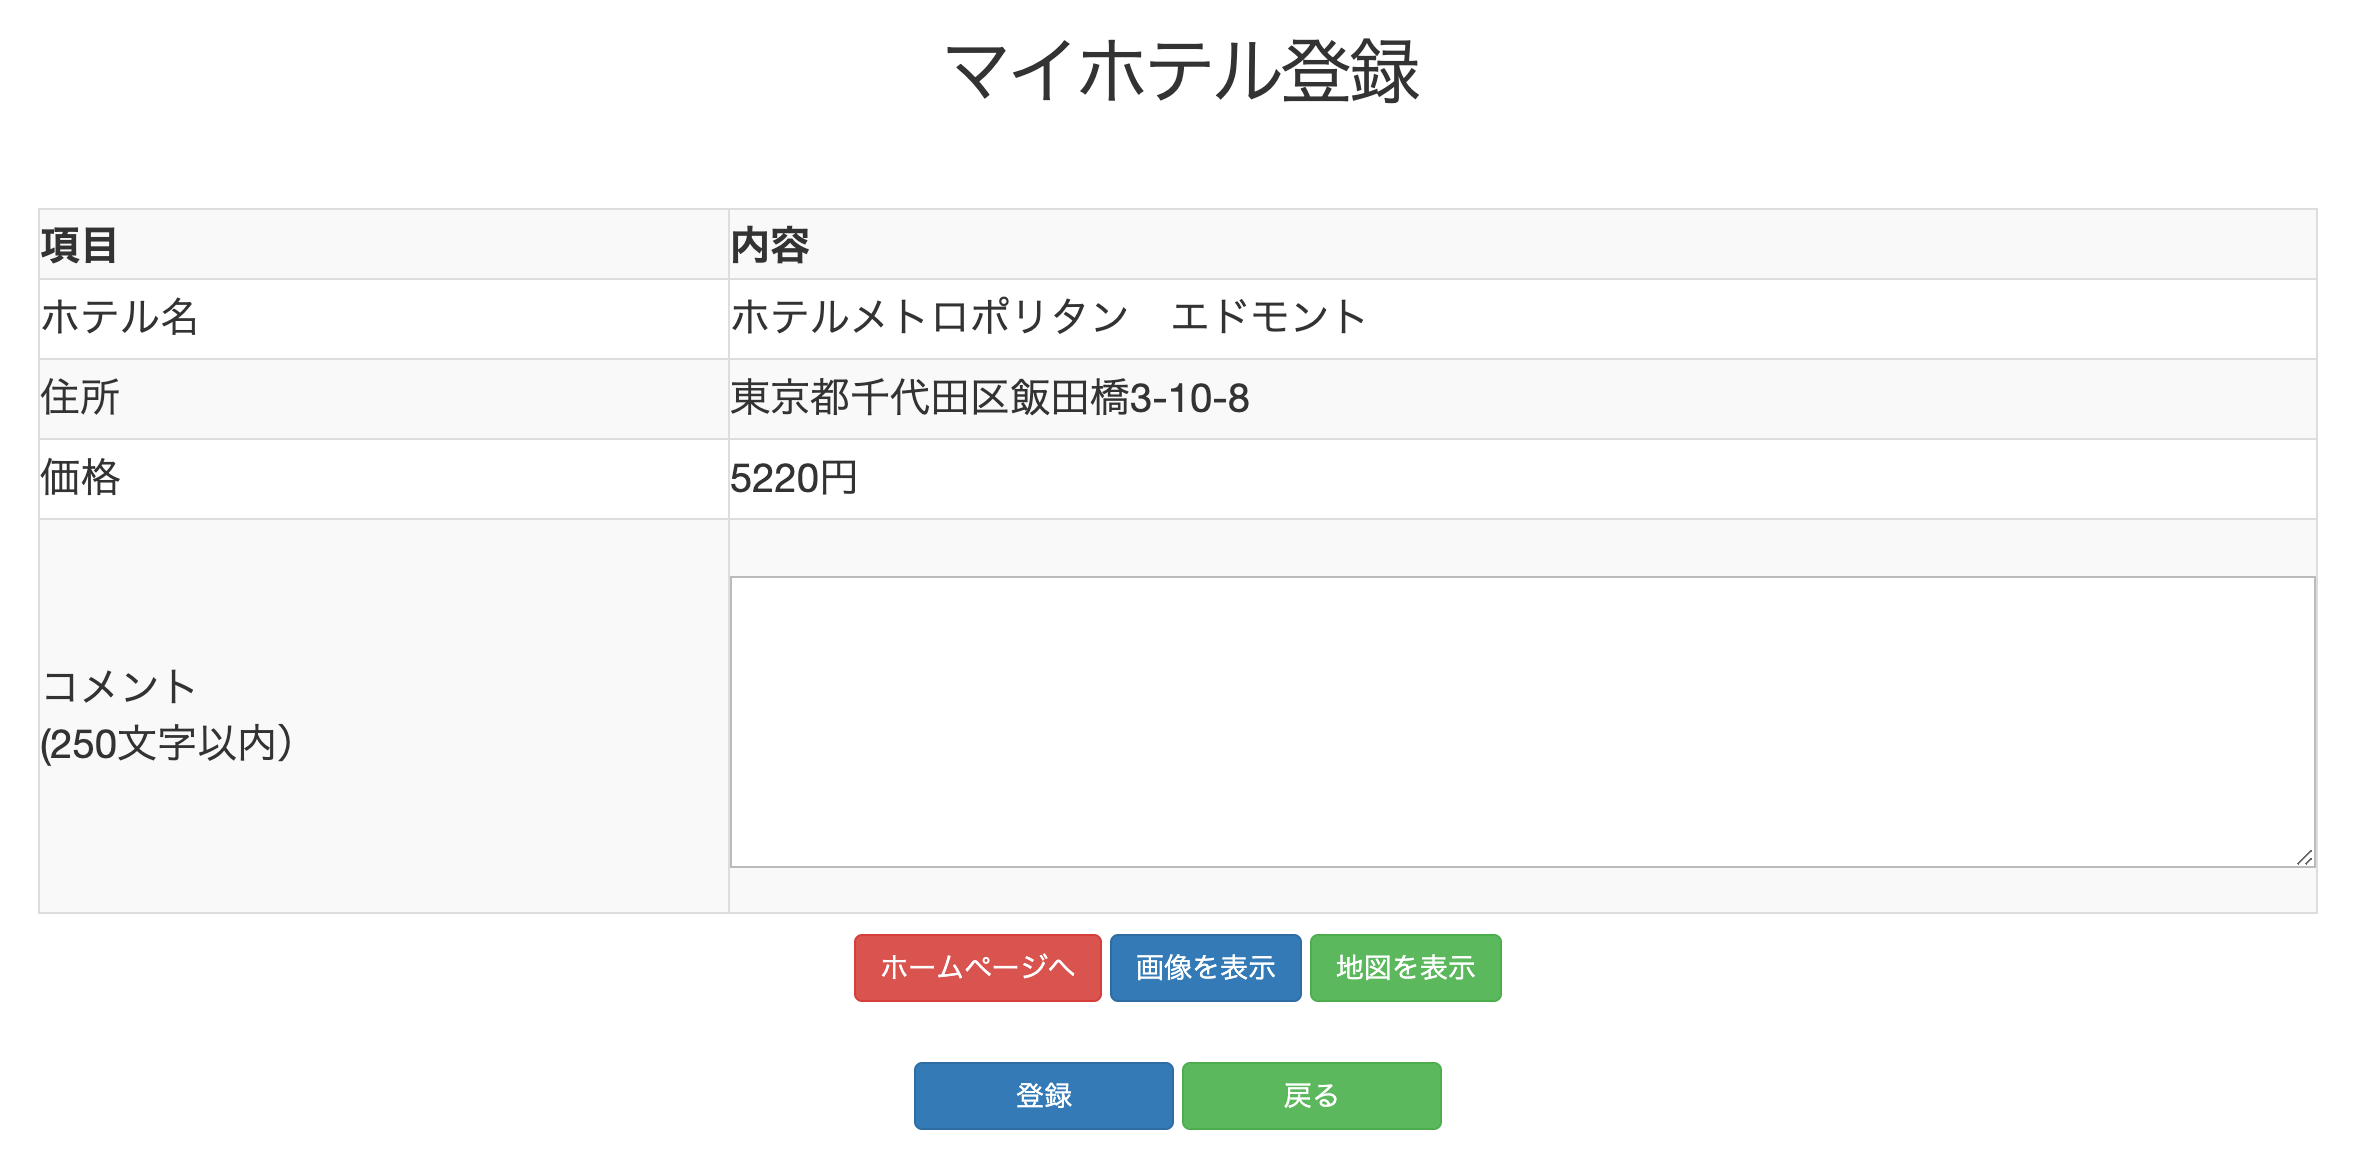 マイホテル登録
項目 内容
ホテル名 ホテルメトロポリタン　エドモント
住所 東京都千代田区飯田橋3-10-8
価格 5220円
コメント
(250文字以内）
ホームページへ 画像を表示 地図を表示
登録 戻る